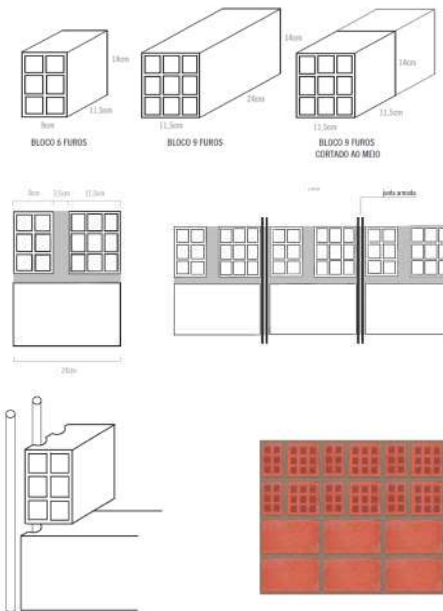 14cm
11,5cm
9cm
BLOCO 6 FUROS
24cm
11,5cm
BLOCO 9 FUROS
14cm
14cm
11,5cm
11,5cm
BLOCO 9 FUROS
CORTADO AO MEIO
9cm
11,5cm
junta armada